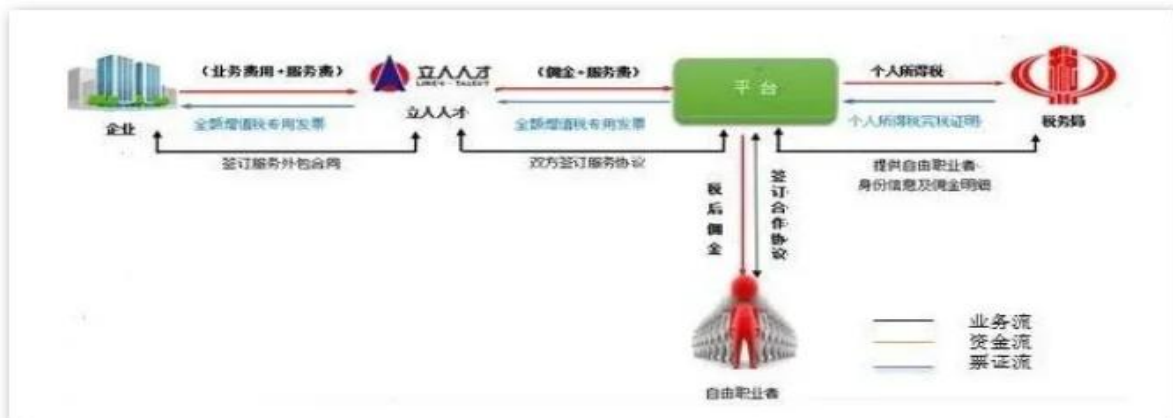 （业务费用+服务费）
立人人才
LIREN·TALENT
（佣金+服务费）
平台
个人所得税
企业
全额增值税专用发票
立人人才
全额增值税专用发票
个人所得税完税证明
税务局
签订服务外包合同
双方签订服务协议
提供自由职业者
身份信息及佣金明细
税后佣金
签订合作协议
自由职业者
业务流
资金流
票证流